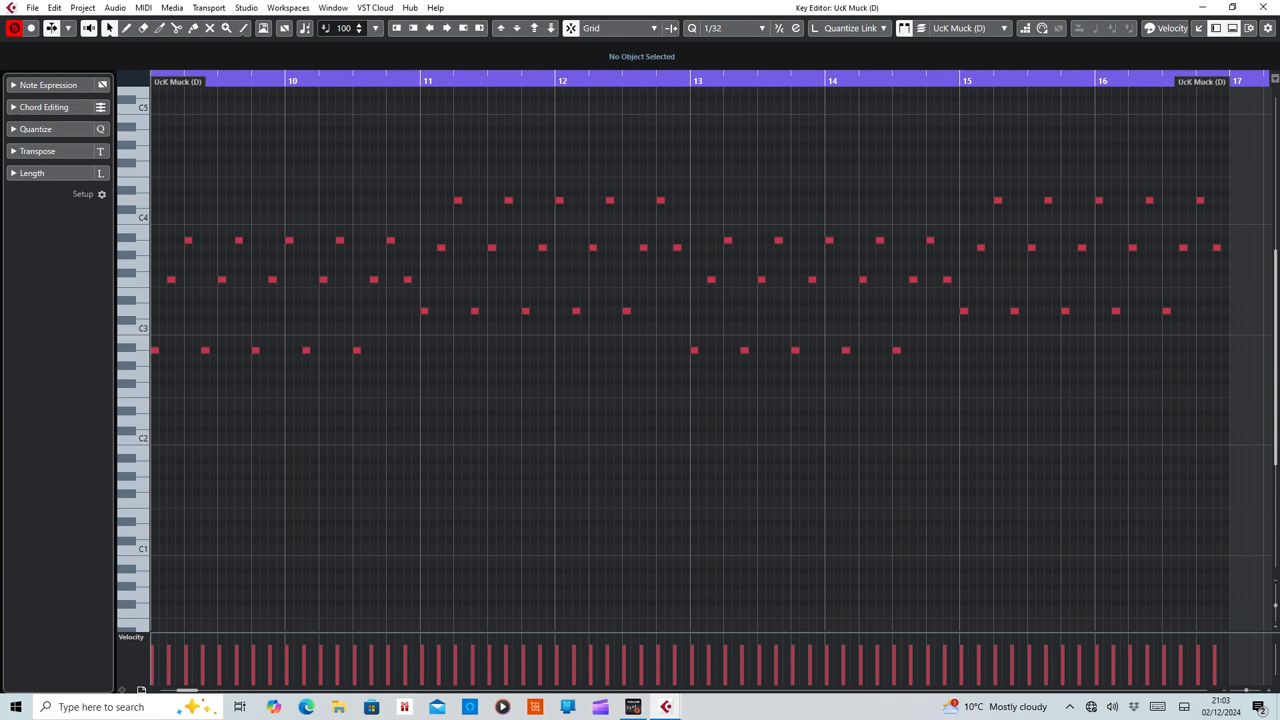 File Edit Project Audio MIDI Media Transport Studio Workspaces Window VST Cloud Hub Help
Key Editor: UcK Muck (D)
S 100 Grid Q 1/32 Quantize Link UcK Muck (D) Velocity
No Object Selected
UcK Muck (D) 10 11 12 13 14 15 16 UcK Muck (D) 17
Note Expression
Chord Editing
Quantize Q
Transpose T
Length L
Setup
C5
C4
C3
C2
C1
Velocity
Type here to search
1 10°C Mostly cloudy
21:03
02/12/2024
2